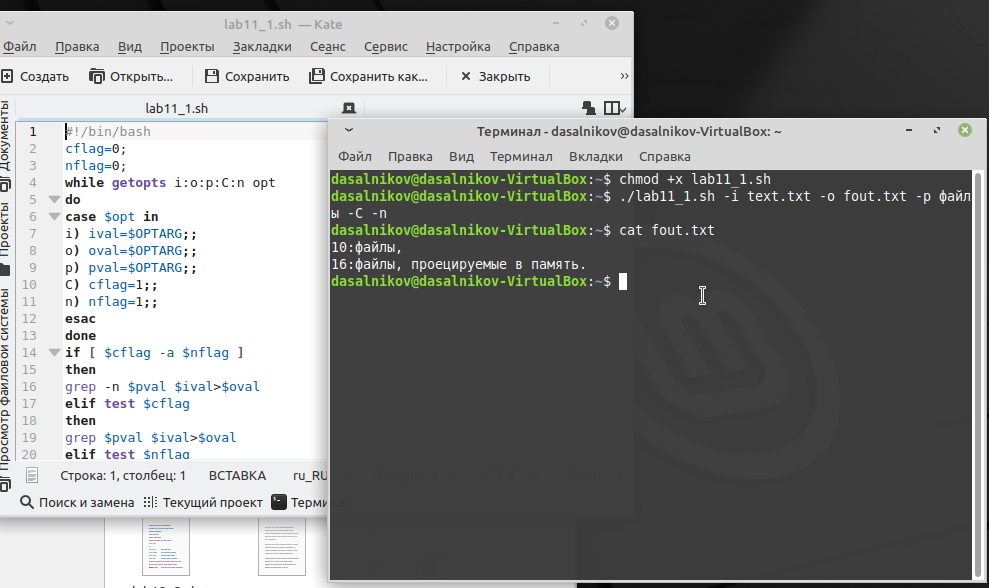 lab11_1.sh — Kate
Файл Правка Вид Проекты Закладки Сеанс Сервис Настройка Справка
Создать Открыть... Сохранить Сохранить как... Закрыть »
lab11_1.sh
Документы
Проекты
Просмотр файловой системы
1 #!/bin/bash
2 cflag=0;
3 nflag=0;
4 while getopts i:o:p:C:n opt
5 do
6 case $opt in
7 i) ival=$OPTARG;;
8 o) oval=$OPTARG;;
9 p) pval=$OPTARG;;
10 C) cflag=1;;
11 n) nflag=1;;
12 esac
13 done
14 if [ $cflag -a $nflag ]
15 then
16 grep -n $pval $ival>$oval
17 elif test $cflag
18 then
19 grep $pval $ival>$oval
20 elif test $nflag
Строка: 1, столбец: 1 ВСТАВКА ru_RU
Поиск и замена Текущий проект Терми
Терминал - dasalnikov@dasalnikov-VirtualBox: ~
Файл Правка Вид Терминал Вкладки Справка
dasalnikov@dasalnikov-VirtualBox:~$ chmod +x lab11_1.sh
dasalnikov@dasalnikov-VirtualBox:~$ ./lab11_1.sh -i text.txt -o fout.txt -p файл
ы -C -n
dasalnikov@dasalnikov-VirtualBox:~$ cat fout.txt
10:файлы,
16:файлы, проецируемые в память.
dasalnikov@dasalnikov-VirtualBox:~$